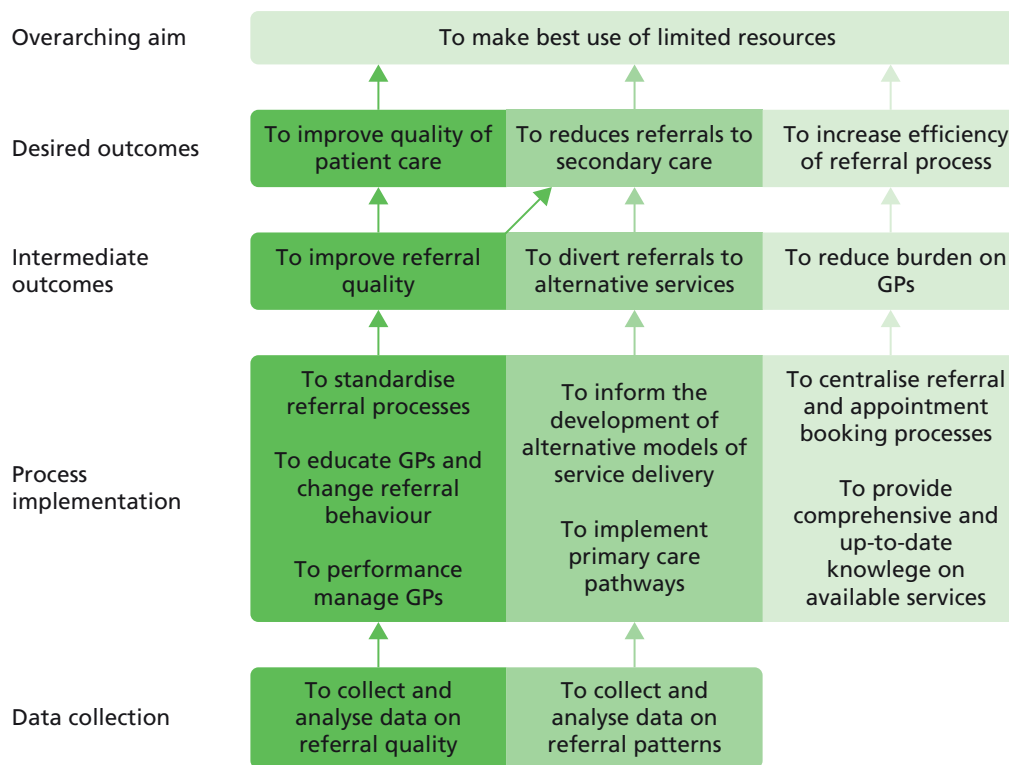 Overarching aim
To make best use of limited resources
Desired outcomes
To improve quality of
patient care
To reduces referrals to
secondary care
To increase efficiency
of referral process
Intermediate
outcomes
To improve referral
quality
To divert referrals to
alternative services
To reduce burden on
GPs
Process
implementation
To standardise
referral processes
To educate GPs and
change referral
behaviour
To performance
manage GPs
To inform the
development of
alternative models of
service delivery
To implement
primary care
pathways
To centralise referral
and appointment
booking processes
To provide
comprehensive and
up-to-date
knowlege on
available services
Data collection
To collect and
analyse data on
referral quality
To collect and
analyse data on
referral patterns